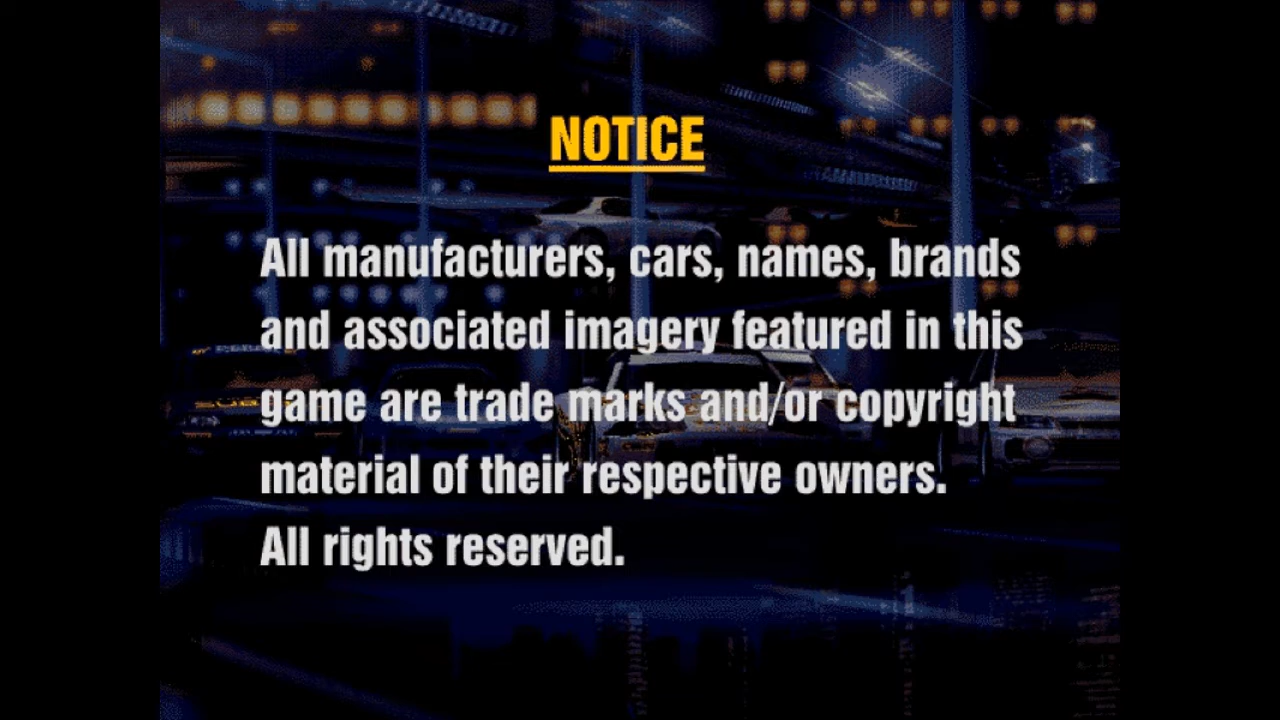 NOTICE
All manufacturers, cars, names, brands
and associated imagery featured in this
game are trade marks and/or copyright
material of their respective owners.
All rights reserved.